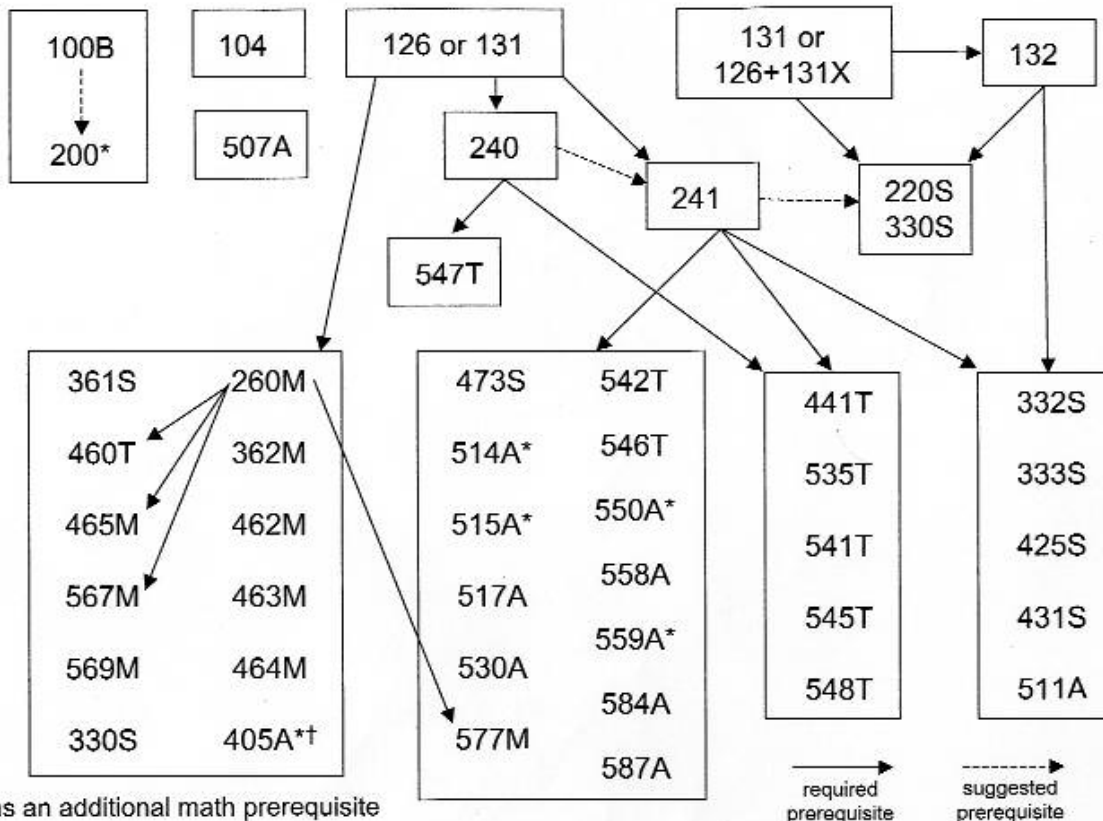 100B
200*
104
507A
126 or 131
131 or
126+131X
132
240
241
220S
330S
547T
361S
460T
465M
567M
569M
330S
260M
362M
462M
463M
464M
405A*†
473S
514A*
515A*
517A
530A
577M
542T
546T
550A*
558A
559A*
584A
587A
441T
535T
541T
545T
548T
332S
333S
425S
431S
511A
an additional math prerequisite
required
prerequisite
suggested
prerequisite